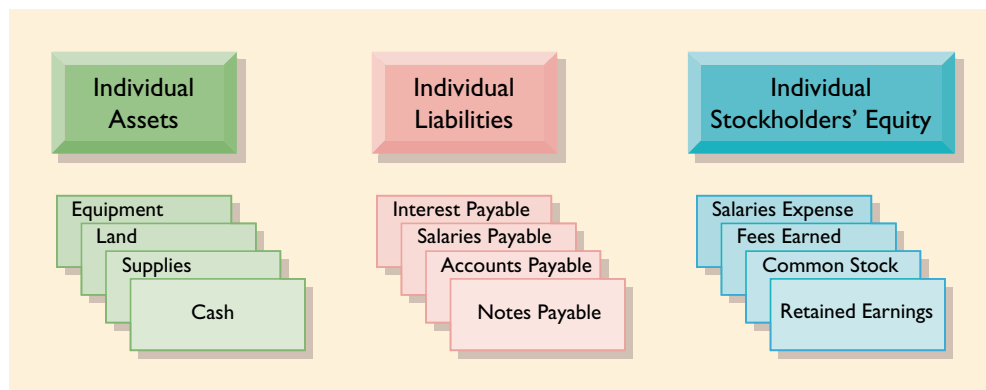 Individual
Assets
Individual
Liabilities
Individual
Stockholders’ Equity
Equipment
Land
Supplies
Cash
Interest Payable
Salaries Payable
Accounts Payable
Notes Payable
Salaries Expense
Fees Earned
Common Stock
Retained Earnings